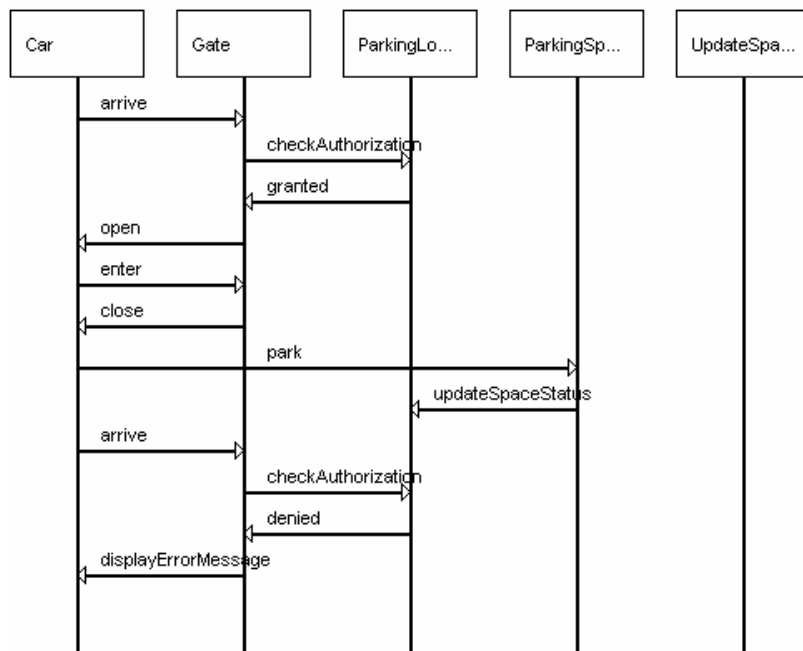 Car
Gate
ParkingLo...
ParkingSp...
UpdateSpa...
arrive
checkAuthorization
granted
open
enter
close
park
updateSpaceStatus
arrive
checkAuthorization
denied
displayErrorMessage